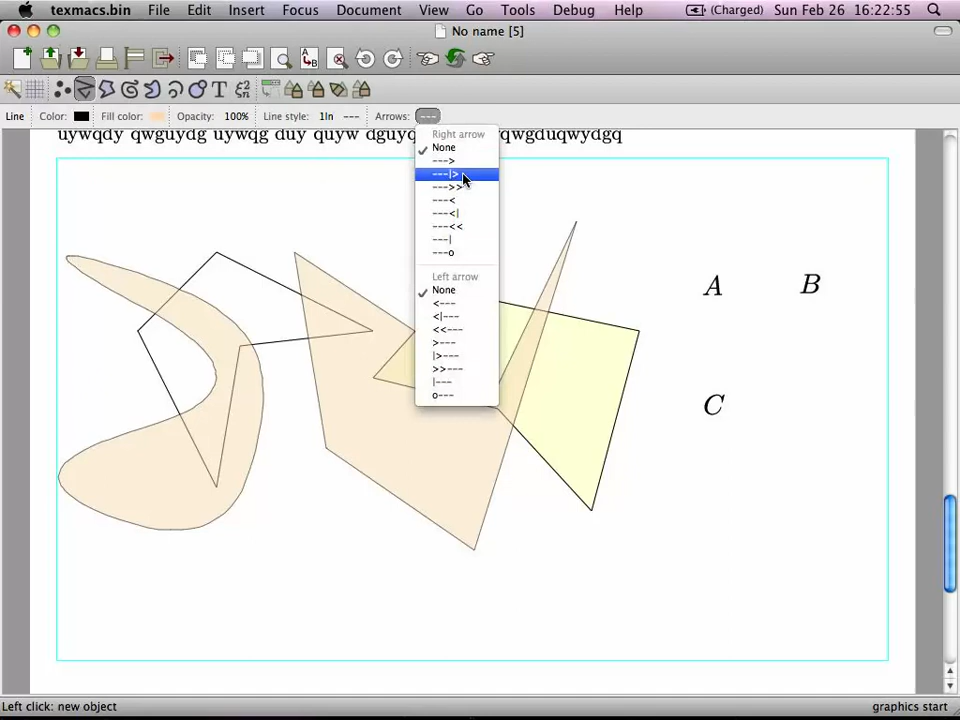 texmacs.bin File Edit Insert Focus Document View Go Tools Debug Help (Charged) Sun Feb 26 16:22:55
No name [5]
Line Color: Fill color: Opacity: 100% Line style: 1ln --- Arrows: ---
uywqdy qwguydg uywqg duy quyw
Right arrow
None
--->
---|>
--->>
---<
---<|
---<<
---|
---o
Left arrow
None
<---
<|---
<<---
>---
|>---
>>---
|---
o---
A B
C
Left click: new object graphics start